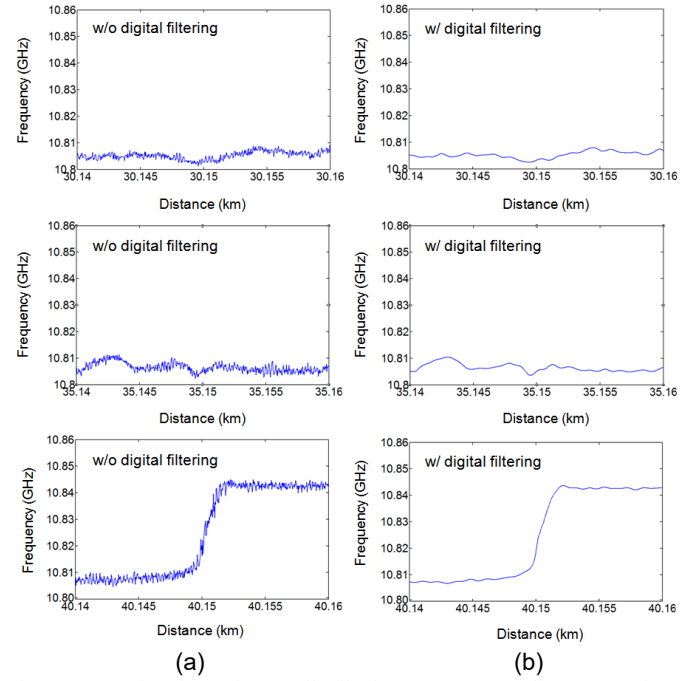 w/o digital filtering
Frequency (GHz)
10.86
10.85
10.84
10.83
10.82
10.81
10.8
30.14 30.145 30.15 30.155 30.16
Distance (km)
w/ digital filtering
Frequency (GHz)
10.86
10.85
10.84
10.83
10.82
10.81
10.8
30.14 30.145 30.15 30.155 30.16
Distance (km)
w/o digital filtering
Frequency (GHz)
10.86
10.85
10.84
10.83
10.82
10.81
10.8
35.14 35.145 35.15 35.155 35.16
Distance (km)
w/ digital filtering
Frequency (GHz)
10.86
10.85
10.84
10.83
10.82
10.81
10.8
35.14 35.145 35.15 35.155 35.16
Distance (km)
w/o digital filtering
Frequency (GHz)
10.86
10.85
10.84
10.83
10.82
10.81
10.80
40.14 40.145 40.15 40.155 40.16
Distance (km)
w/ digital filtering
Frequency (GHz)
10.86
10.85
10.84
10.83
10.82
10.81
10.80
40.14 40.145 40.15 40.155 40.16
Distance (km)
(a)
(b)